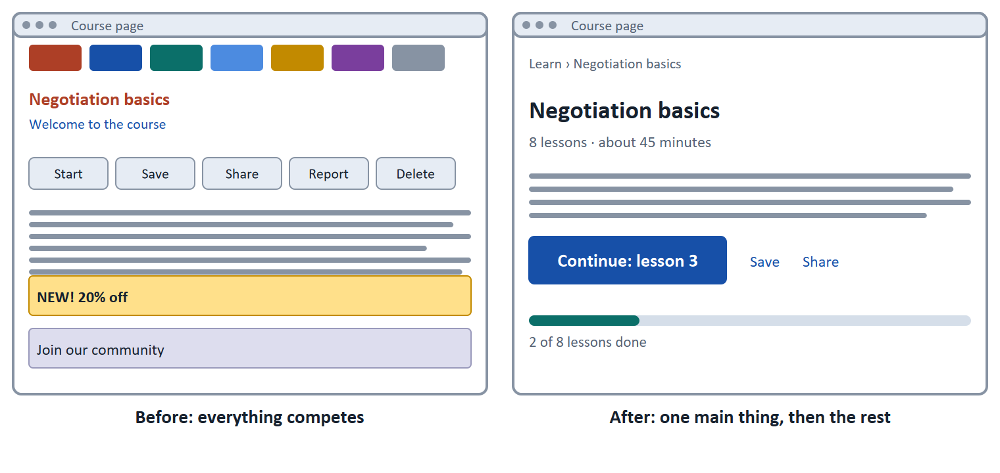 Course page
Negotiation basics
Welcome to the course
Start Save Share Report Delete
NEW! 20% off
Join our community
Before: everything competes
Course page
Learn › Negotiation basics
Negotiation basics
8 lessons · about 45 minutes
Continue: lesson 3 Save Share
2 of 8 lessons done
After: one main thing, then the rest